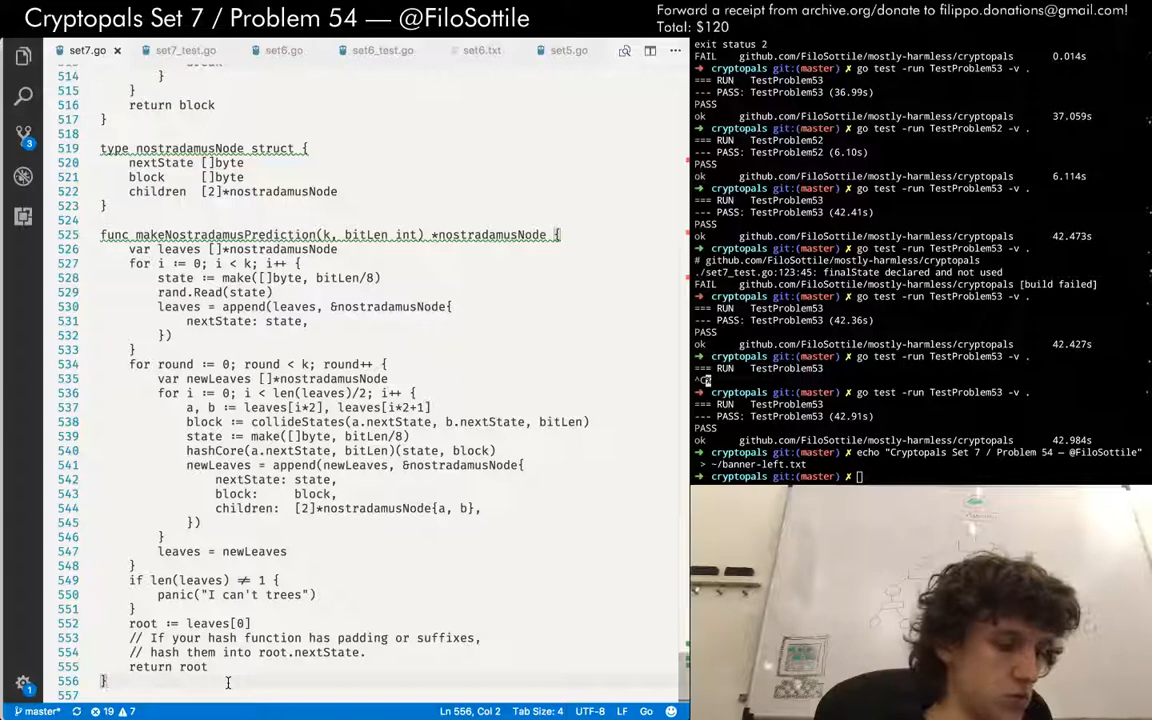 Cryptopals Set 7 / Problem 54 — @FiloSottile
Forward a receipt from archive.org/donate to filippo.donations@gmail.com!
Total: $120
set7.go
set7_test.go
set6.go
set6_test.go
set6.txt
set5.go
514 }
515 }
516 return block
517 }
518
519 type nostradamusNode struct {
520 nextState []byte
521 block []byte
522 children [2]*nostradamusNode
523 }
524
525 func makeNostradamusPrediction(k, bitLen int) *nostradamusNode {
526 var leaves []*nostradamusNode
527 for i := 0; i < k; i++ {
528 state := make([]byte, bitLen/8)
529 rand.Read(state)
530 leaves = append(leaves, &nostradamusNode{
531 nextState: state,
532 })
533 }
534 for round := 0; round < k; round++ {
535 var newLeaves []*nostradamusNode
536 for i := 0; i < len(leaves)/2; i++ {
537 a, b := leaves[i*2], leaves[i*2+1]
538 block := collideStates(a.nextState, b.nextState, bitLen)
539 state := make([]byte, bitLen/8)
540 hashCore(a.nextState, bitLen)(state, block)
541 newLeaves = append(newLeaves, &nostradamusNode{
542 nextState: state,
543 block: block,
544 children: [2]*nostradamusNode{a, b},
545 })
546 }
547 leaves = newLeaves
548 }
549 if len(leaves) ≠ 1 {
550 panic("I can't trees")
551 }
552 root := leaves[0]
553 // If your hash function has padding or suffixes,
554 // hash them into root.nextState.
555 return root
556 }
557
exit status 2
FAIL github.com/FiloSottile/mostly-harmless/cryptopals 0.014s
➜ cryptopals git:(master) ✗ go test -run TestProblem53 -v .
=== RUN TestProblem53
--- PASS: TestProblem53 (36.99s)
PASS
ok github.com/FiloSottile/mostly-harmless/cryptopals 37.059s
➜ cryptopals git:(master) ✗ go test -run TestProblem52 -v .
=== RUN TestProblem52
--- PASS: TestProblem52 (6.10s)
PASS
ok github.com/FiloSottile/mostly-harmless/cryptopals 6.114s
➜ cryptopals git:(master) ✗ go test -run TestProblem53 -v .
=== RUN TestProblem53
--- PASS: TestProblem53 (42.41s)
PASS
ok github.com/FiloSottile/mostly-harmless/cryptopals 42.473s
➜ cryptopals git:(master) ✗ go test -run TestProblem53 -v .
# github.com/FiloSottile/mostly-harmless/cryptopals
./set7_test.go:123:45: finalState declared and not used
FAIL github.com/FiloSottile/mostly-harmless/cryptopals [build failed]
➜ cryptopals git:(master) ✗ go test -run TestProblem53 -v .
=== RUN TestProblem53
--- PASS: TestProblem53 (42.36s)
PASS
ok github.com/FiloSottile/mostly-harmless/cryptopals 42.427s
➜ cryptopals git:(master) ✗ go test -run TestProblem53 -v .
=== RUN TestProblem53
➜ cryptopals git:(master) ✗ go test -run TestProblem53 -v .
=== RUN TestProblem53
--- PASS: TestProblem53 (42.91s)
PASS
ok github.com/FiloSottile/mostly-harmless/cryptopals 42.984s
➜ cryptopals git:(master) ✗ echo "Cryptopals Set 7 / Problem 54 — @FiloSottile"
> ~/banner-left.txt
➜ cryptopals git:(master) ✗
3
1
master*
19
7
Ln 556, Col 2
Tab Size: 4
UTF-8
LF
Go